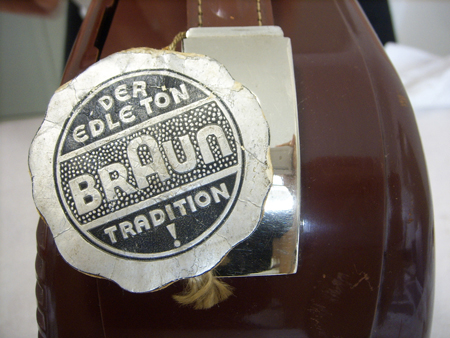 DER
EDLE TON
BRAUN
TRADITION
!